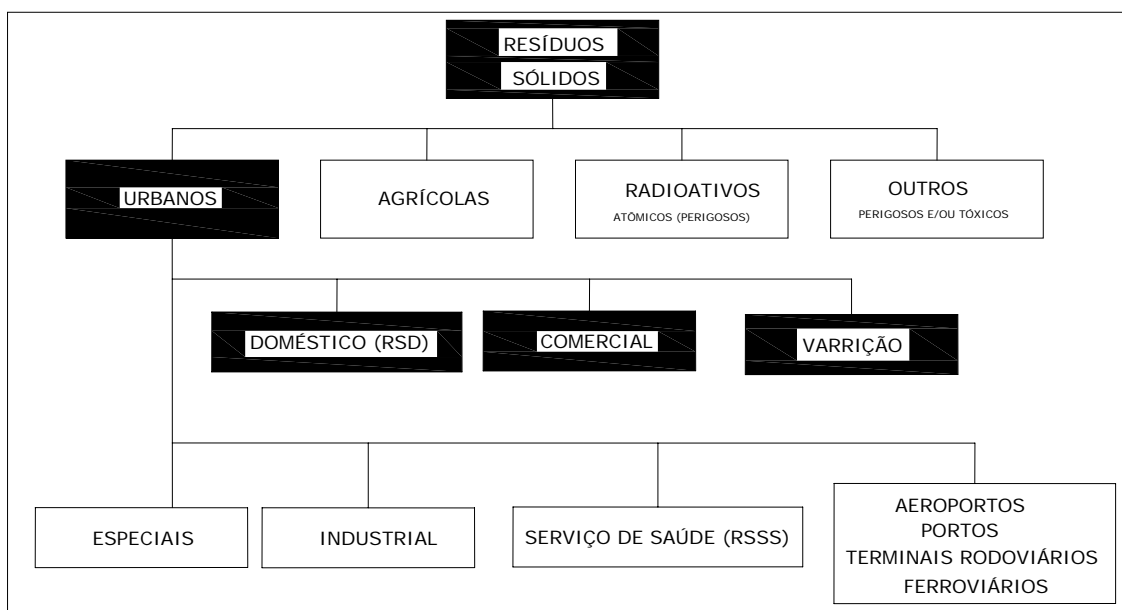 RESÍDUOS
SÓLIDOS
URBANOS
AGRÍCOLAS
RADIOATIVOS
ATÔMICOS (PERIGOSOS)
OUTROS
PERIGOSOS E/OU TÓXICOS
DOMÉSTICO (RSD)
COMERCIAL
VARRIÇÃO
ESPECIAIS
INDUSTRIAL
SERVIÇO DE SAÚDE (RSSS)
AEROPORTOS
PORTOS
TERMINAIS RODOVIÁRIOS
FERROVIÁRIOS